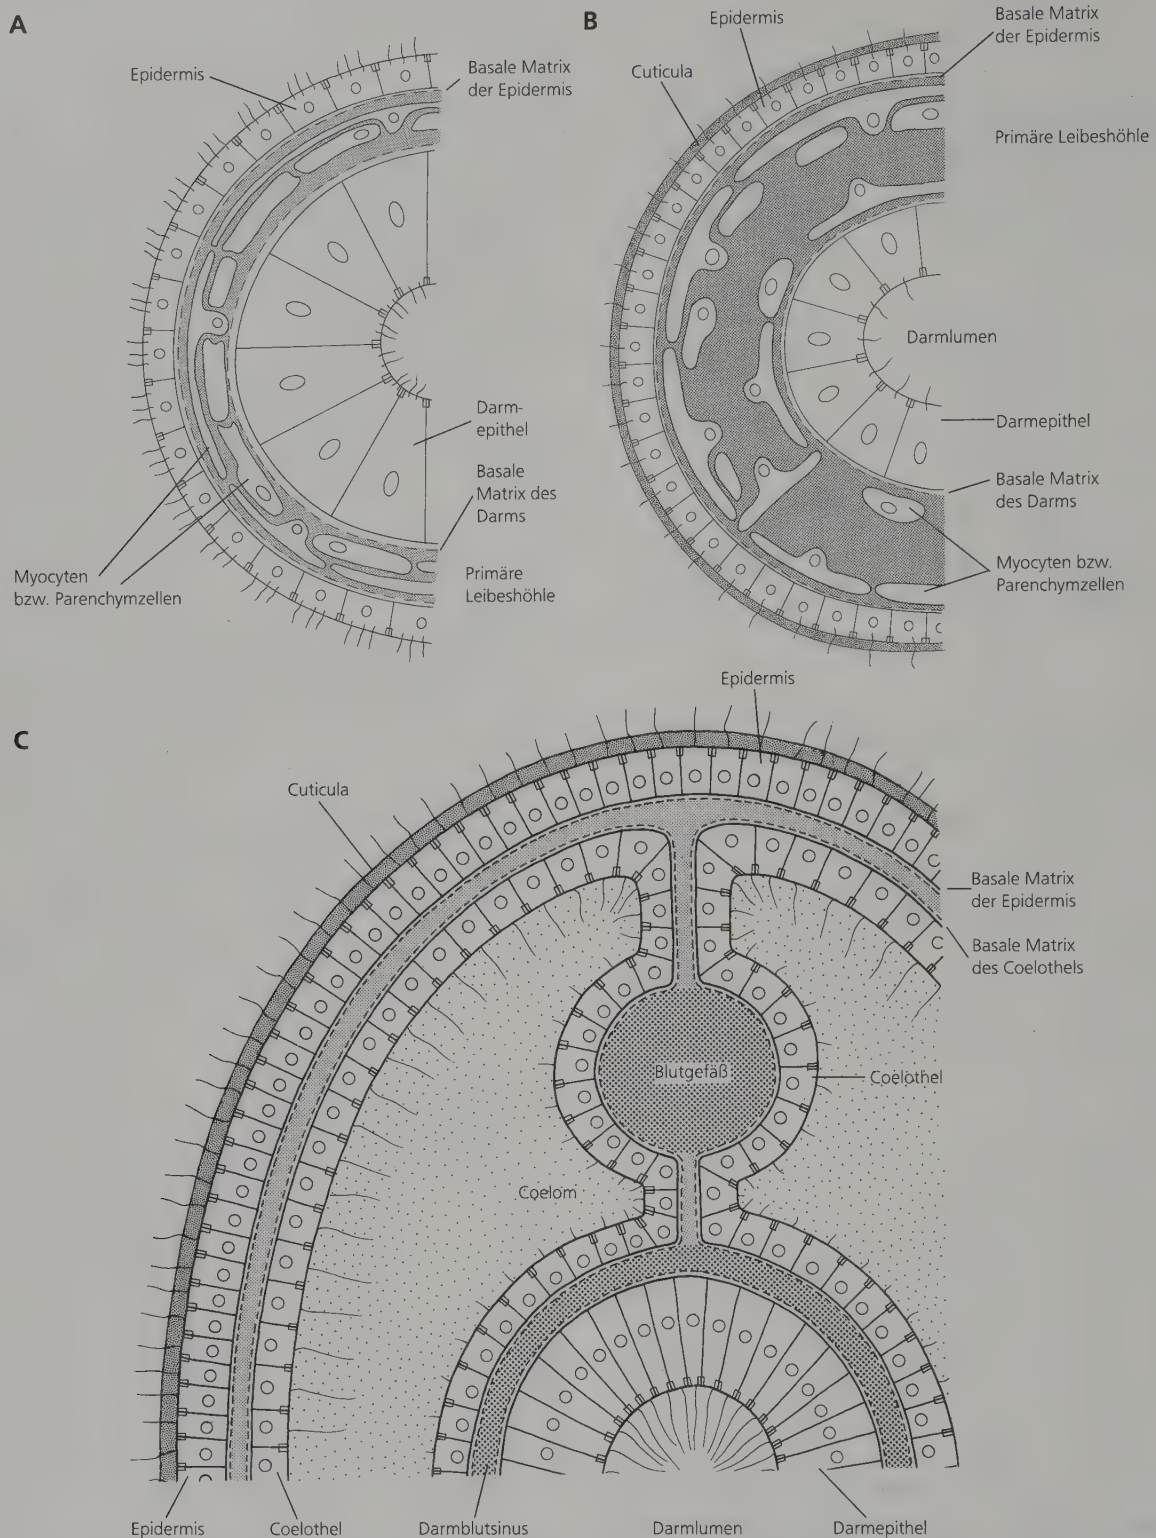 A
Epidermis
Basale Matrix
der Epidermis
Darm-
epithel
Basale
Matrix des
Darms
Myocyten
bzw. Parenchymzellen
Primäre
Leibeshöhle
B
Epidermis
Basale Matrix
der Epidermis
Cuticula
Primäre Leibeshöhle
Darmlumen
Darmepithel
Basale Matrix
des Darms
Myocyten bzw.
Parenchymzellen
C
Epidermis
Cuticula
Basale Matrix
der Epidermis
Basale Matrix
des Coelothels
Blutgefäß
Coelothel
Coelom
Epidermis
Coelothel
Darmblutsinus
Darmlumen
Darmepithel